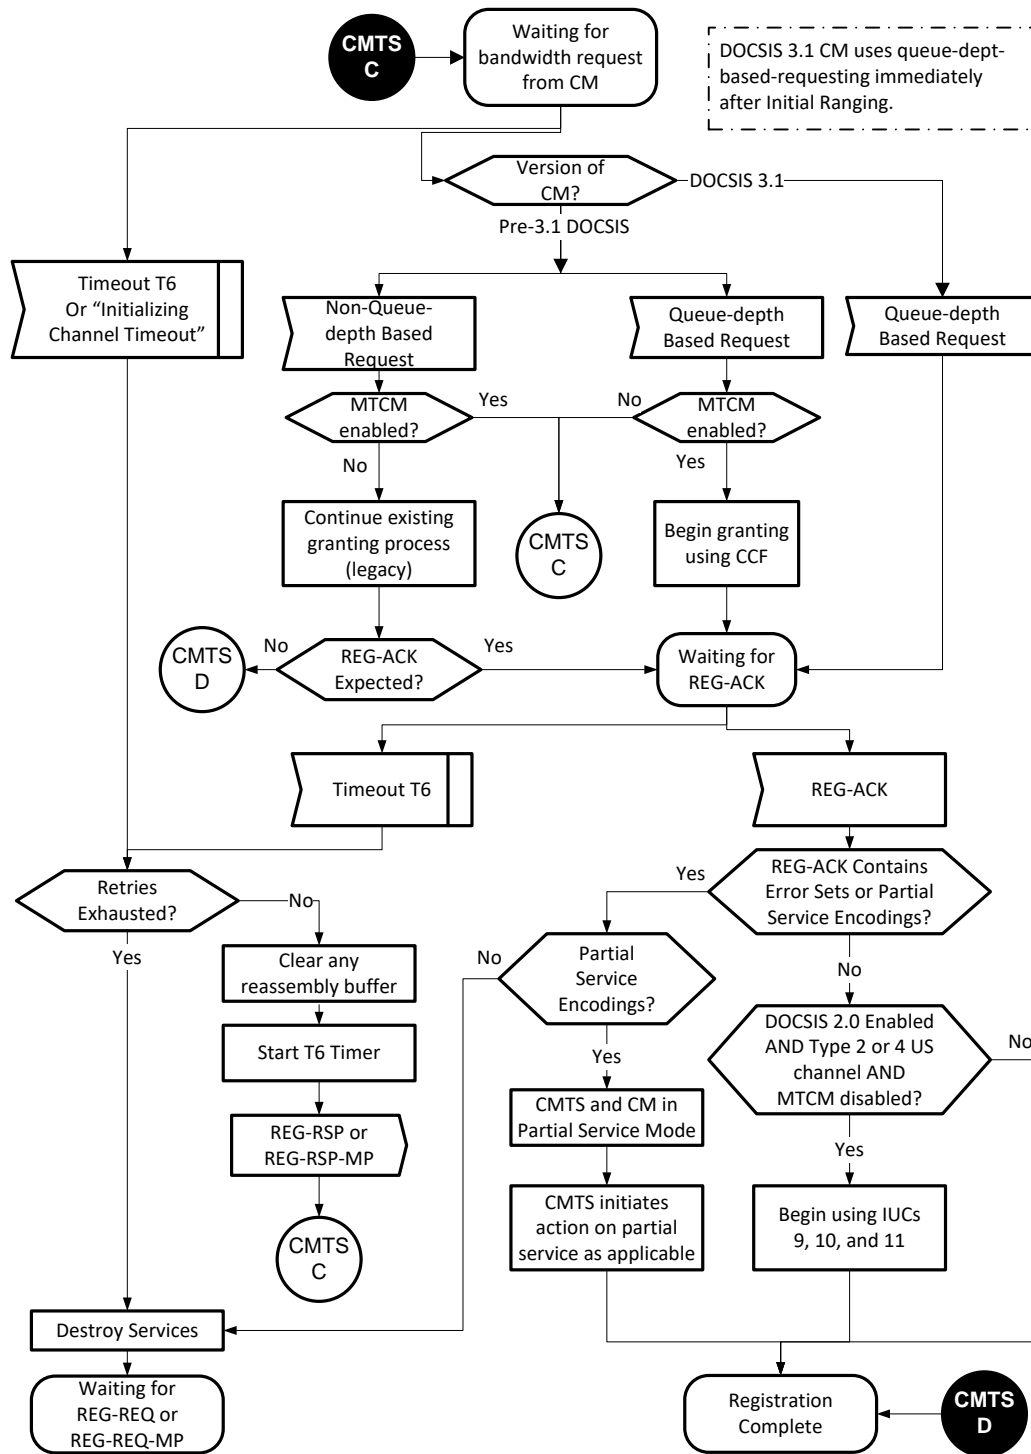 CMTS
C
Waiting for
bandwidth request
from CM
DOCSIS 3.1 CM uses queue-dept-
based-requesting immediately
after Initial Ranging.
Version of
CM?
DOCSIS 3.1
Pre-3.1 DOCSIS
Timeout T6
Or “Initializing
Channel Timeout”
Non-Queue-
depth Based
Request
Queue-depth
Based Request
Queue-depth
Based Request
MTCM
enabled?
Yes
No
MTCM
enabled?
No
Yes
Continue existing
granting process
(legacy)
CMTS
C
Begin granting
using CCF
CMTS
D
No
REG-ACK
Expected?
Yes
Waiting for
REG-ACK
Timeout T6
REG-ACK
Retries
Exhausted?
No
Yes
REG-ACK Contains
Error Sets or Partial
Service Encodings?
Yes
No
Clear any
reassembly buffer
No
Partial
Service
Encodings?
Yes
Start T6 Timer
DOCSIS 2.0 Enabled
AND Type 2 or 4 US
channel AND
MTCM disabled?
No
Yes
REG-RSP or
REG-RSP-MP
CMTS and CM in
Partial Service Mode
CMTS
C
CMTS initiates
action on partial
service as applicable
Begin using IUCs
9, 10, and 11
Destroy Services
Waiting for
REG-REQ or
REG-REQ-MP
Registration
Complete
CMTS
D